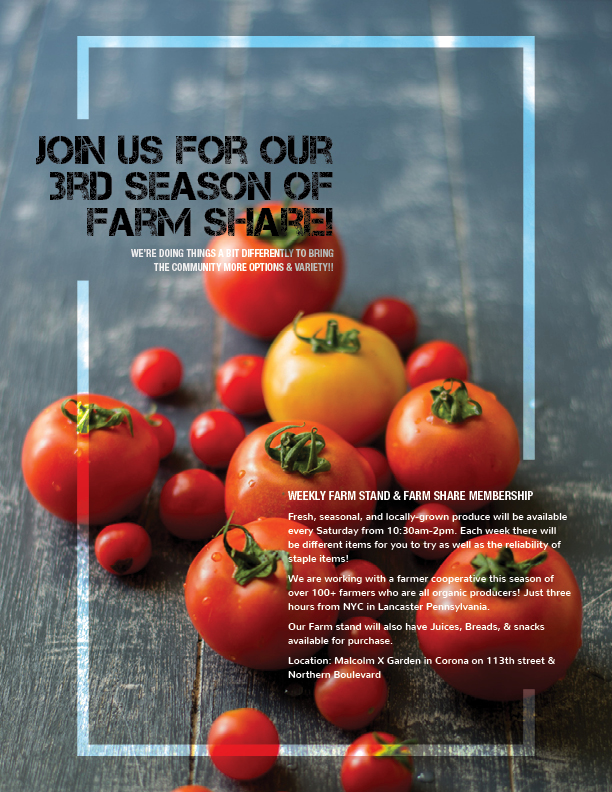 JOIN US FOR OUR
3RD SEASON OF
FARM SHARE!
WE'RE DOING THINGS A BIT DIFFERENTLY TO BRING
THE COMMUNITY MORE OPTIONS & VARIETY!!
WEEKLY FARM STAND & FARM SHARE MEMBERSHIP
Fresh, seasonal, and locally-grown produce will be available
every Saturday from 10:30am-2pm. Each week there will
be different items for you to try as well as the reliability of
staple items!
We are working with a farmer cooperative this season of
over 100+ farmers who are all organic producers! Just three
hours from NYC in Lancaster Pennsylvania.
Our Farm stand will also have Juices, Breads, & snacks
available for purchase.
Location: Malcolm X Garden in Corona on 113th street &
Northern Boulevard